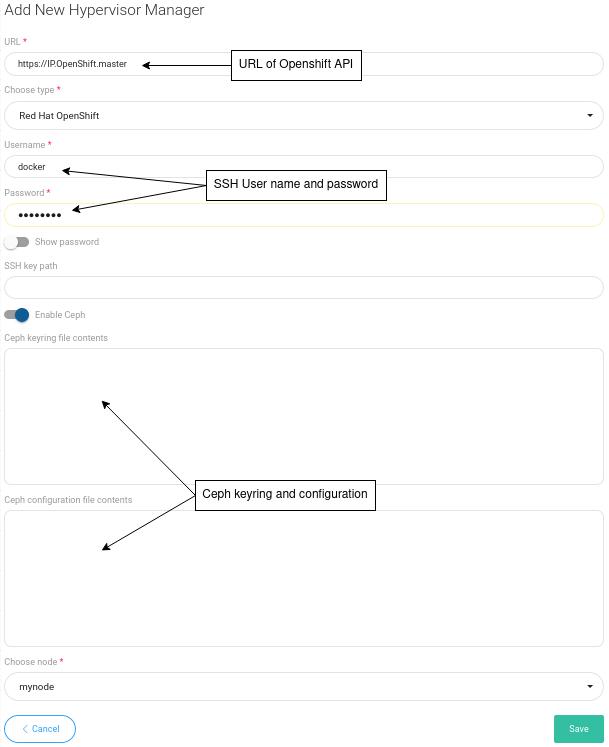 Add New Hypervisor Manager
URL *
https://IP.OpenShift.master
URL of Openshift API
Choose type *
Red Hat OpenShift
Username *
docker
SSH User name and password
Password *
••••••••
Show password
SSH key path
Enable Ceph
Ceph keyring file contents
Ceph keyring and configuration
Ceph configuration file contents
Choose node *
mynode
Cancel
Save